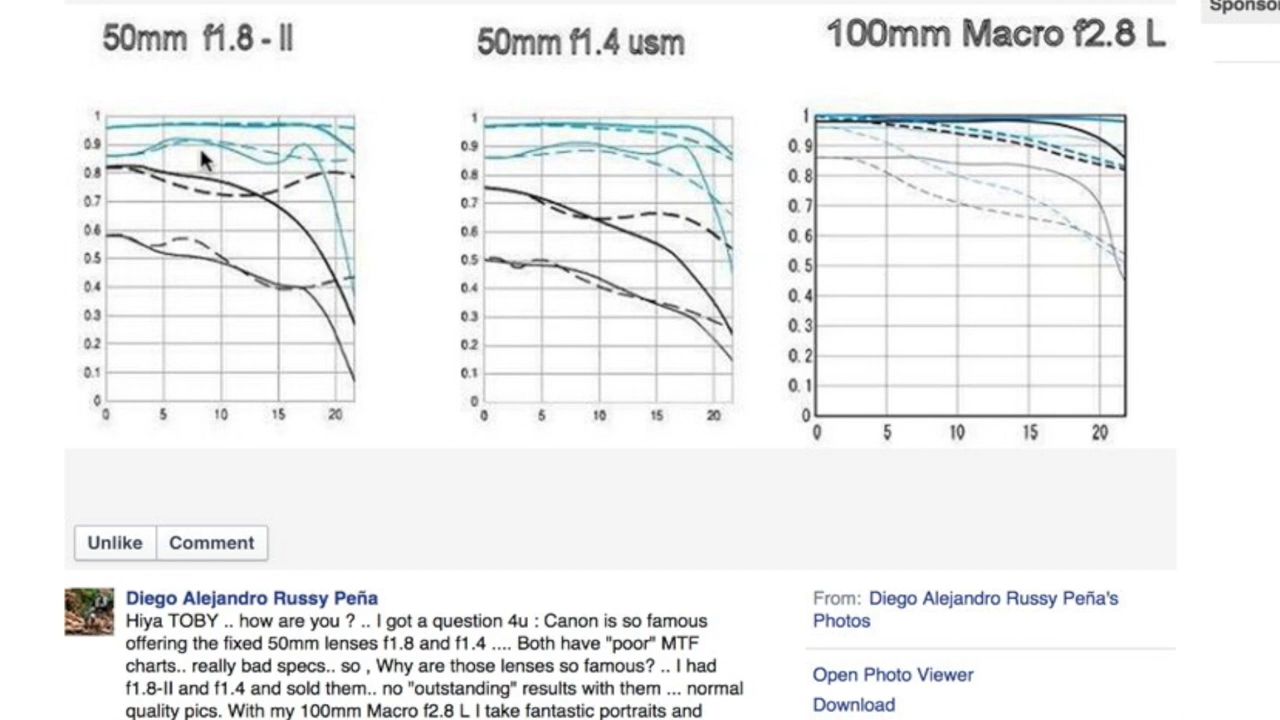 Sponsor
50mm f1.8 - II
50mm f1.4 usm
100mm Macro f2.8 L
1
0.9
0.8
0.7
0.6
0.5
0.4
0.3
0.2
0.1
0
0 5 10 15 20
1
0.9
0.8
0.7
0.6
0.5
0.4
0.3
0.2
0.1
0
0 5 10 15 20
1
0.9
0.8
0.7
0.6
0.5
0.4
0.3
0.2
0.1
0
0 5 10 15 20
Unlike Comment
Diego Alejandro Russy Peña
Hiya TOBY .. how are you ? .. I got a question 4u : Canon is so famous
offering the fixed 50mm lenses f1.8 and f1.4 .... Both have "poor" MTF
charts.. really bad specs.. so , Why are those lenses so famous? .. I had
f1.8-II and f1.4 and sold them.. no "outstanding" results with them ... normal
quality pics. With my 100mm Macro f2.8 L I take fantastic portraits and
From: Diego Alejandro Russy Peña's
Photos
Open Photo Viewer
Download